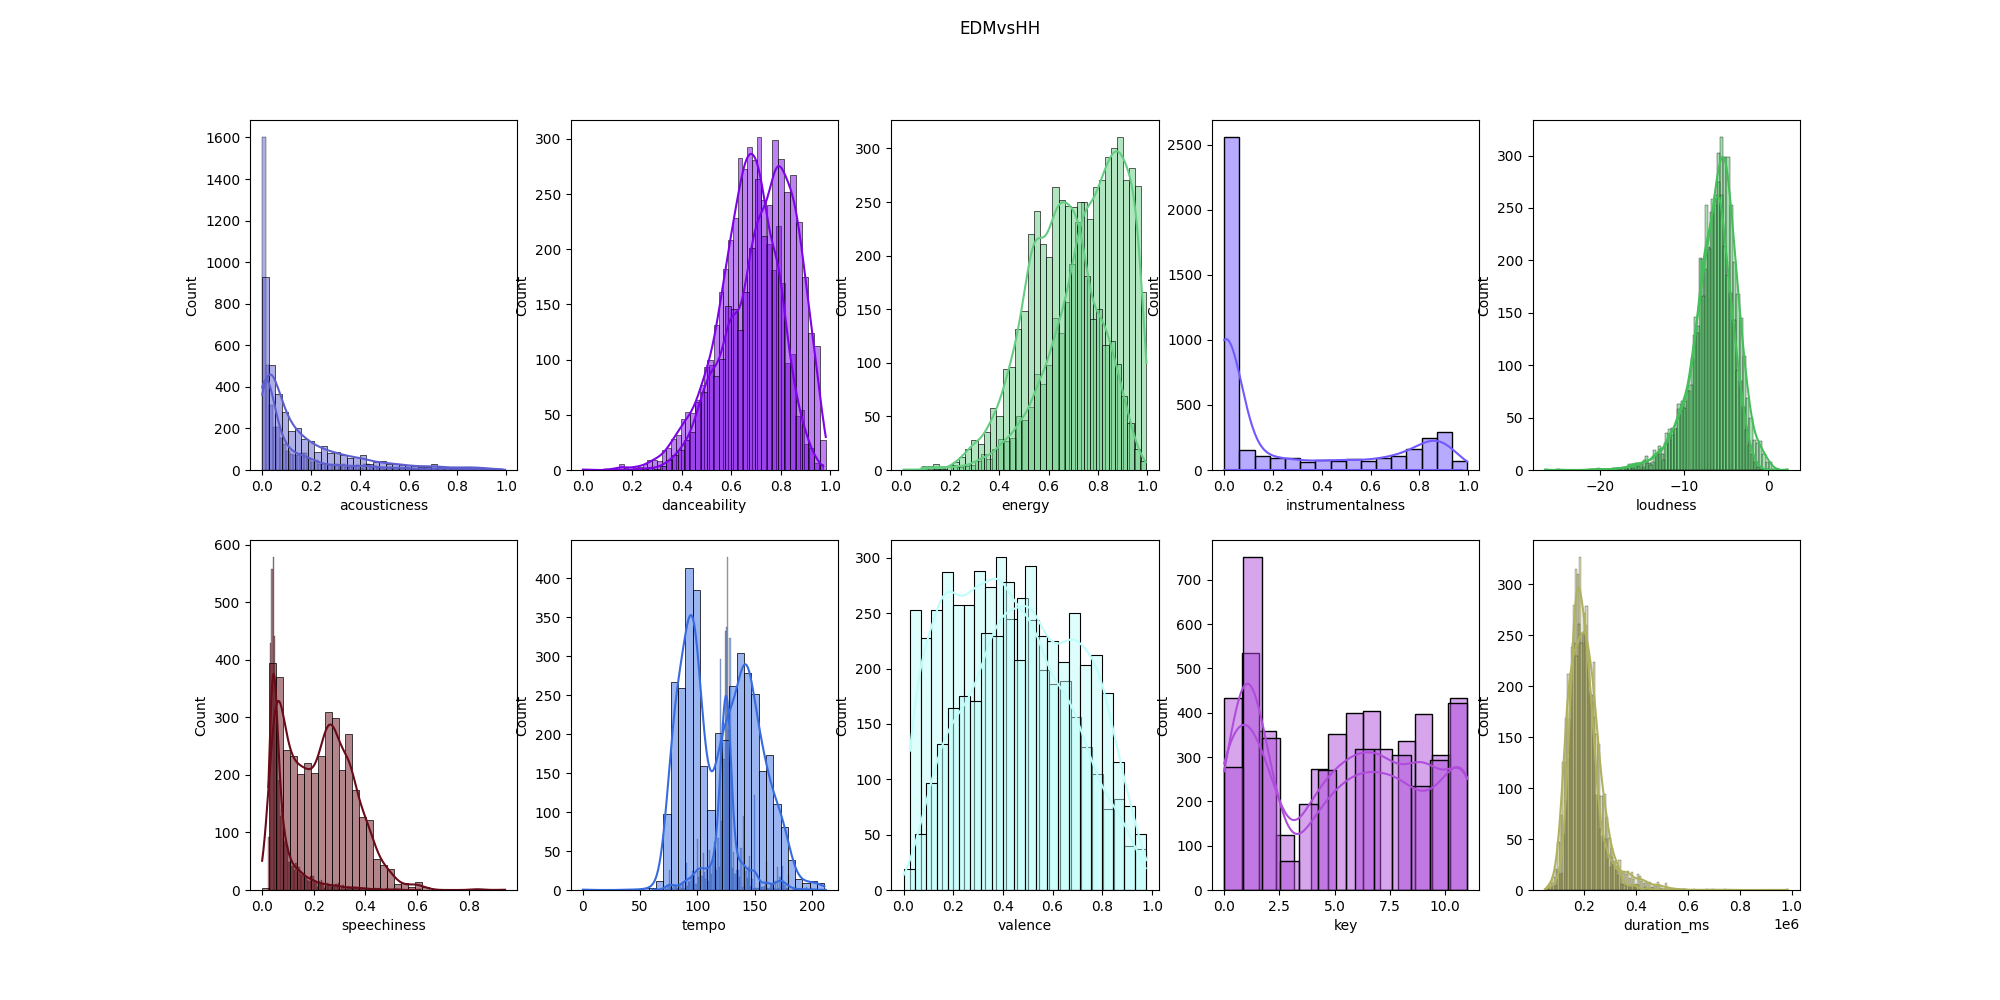 EDMvsHH
1600
1400
1200
1000
800
600
400
200
0
Count
0.0 0.2 0.4 0.6 0.8 1.0
acousticness
300
250
200
150
100
50
0
Count
0.0 0.2 0.4 0.6 0.8 1.0
danceability
300
250
200
150
100
50
0
Count
0.0 0.2 0.4 0.6 0.8 1.0
energy
2500
2000
1500
1000
500
0
Count
0.0 0.2 0.4 0.6 0.8 1.0
instrumentalness
300
250
200
150
100
50
0
Count
−20 −10 0
loudness
600
500
400
300
200
100
0
Count
0.0 0.2 0.4 0.6 0.8
speechiness
400
350
300
250
200
150
100
50
0
Count
0 50 100 150 200
tempo
300
250
200
150
100
50
0
Count
0.0 0.2 0.4 0.6 0.8 1.0
valence
700
600
500
400
300
200
100
0
Count
0.0 2.5 5.0 7.5 10.0
key
300
250
200
150
100
50
0
Count
0.2 0.4 0.6 0.8 1.0
1e6
duration_ms